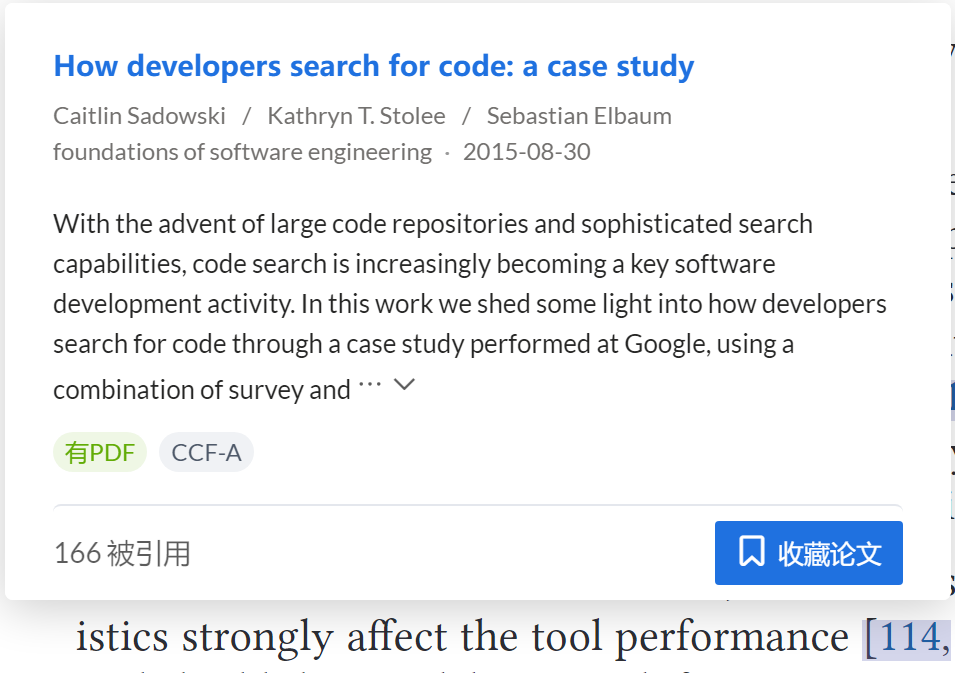 How developers search for code: a case study
Caitlin Sadowski / Kathryn T. Stolee / Sebastian Elbaum
foundations of software engineering · 2015-08-30
With the advent of large code repositories and sophisticated search
capabilities, code search is increasingly becoming a key software
development activity. In this work we shed some light into how developers
search for code through a case study performed at Google, using a
combination of survey and ···
有PDF CCF-A
166 被引用
收藏论文
istics strongly affect the tool performance [114,